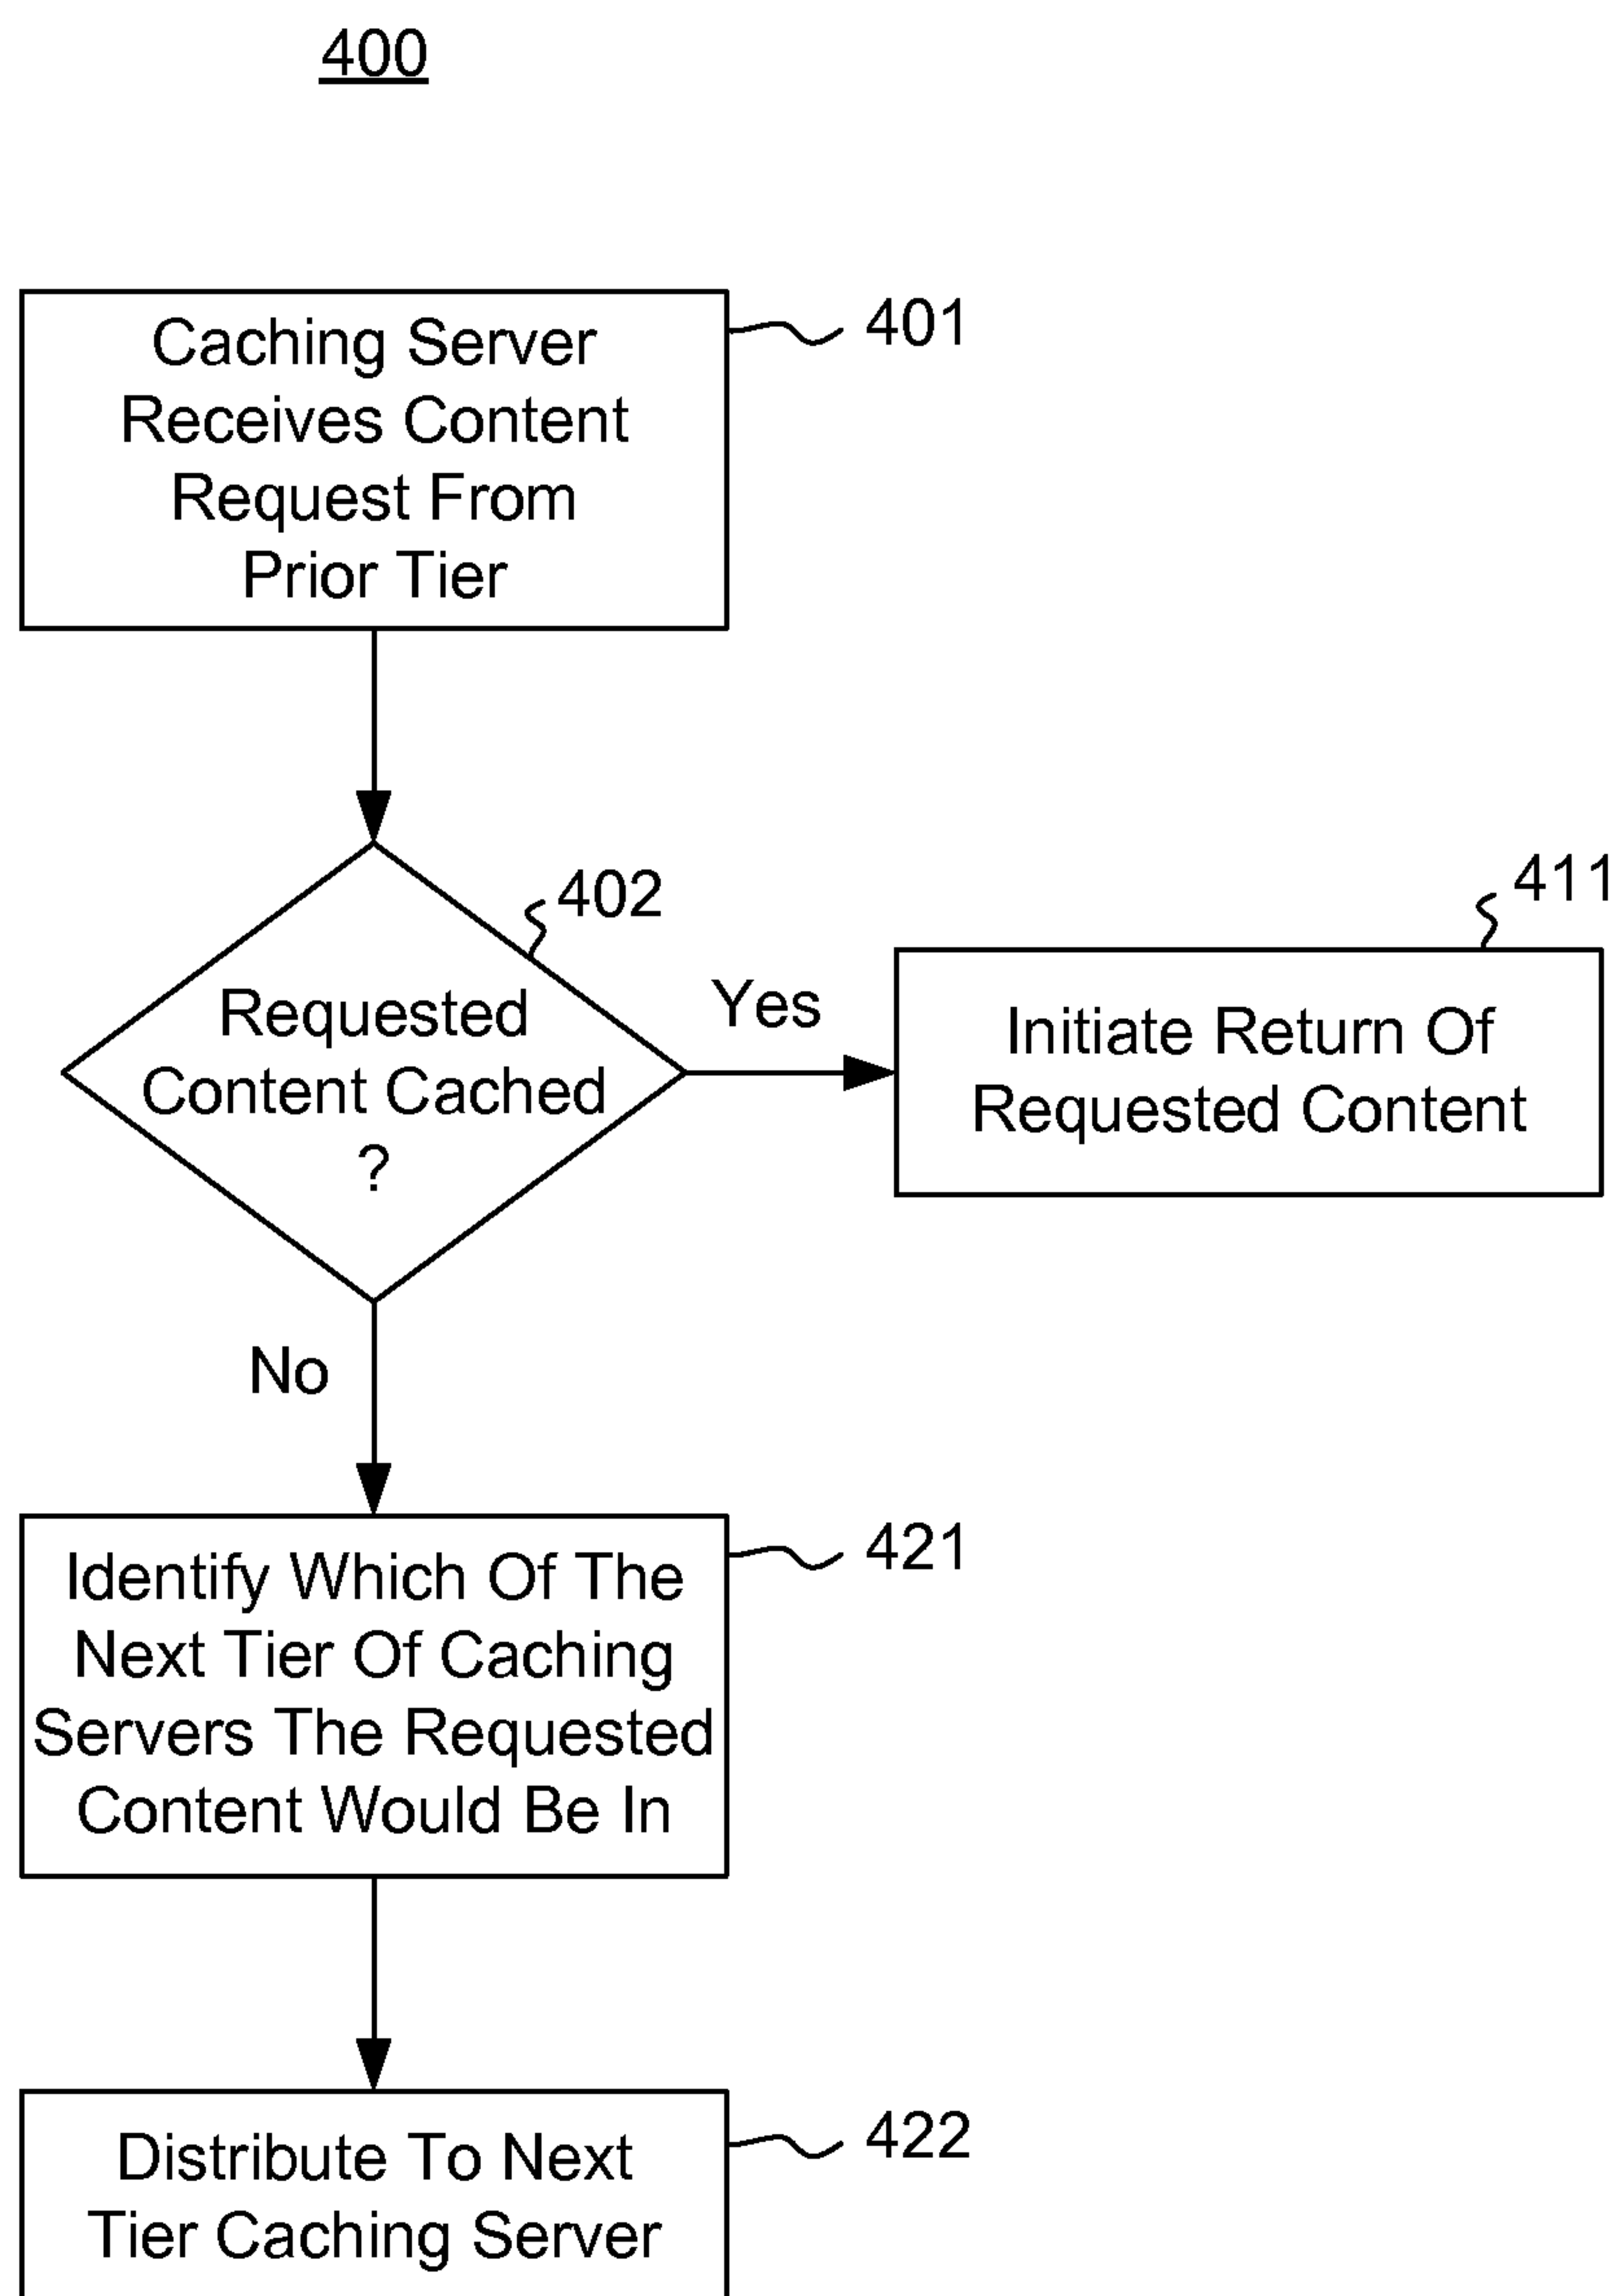 400
Caching Server
Receives Content
Request From
Prior Tier
401
402
Requested
Content Cached
?
Yes
411
Initiate Return Of
Requested Content
No
Identify Which Of The
Next Tier Of Caching
Servers The Requested
Content Would Be In
421
Distribute To Next
Tier Caching Server
422